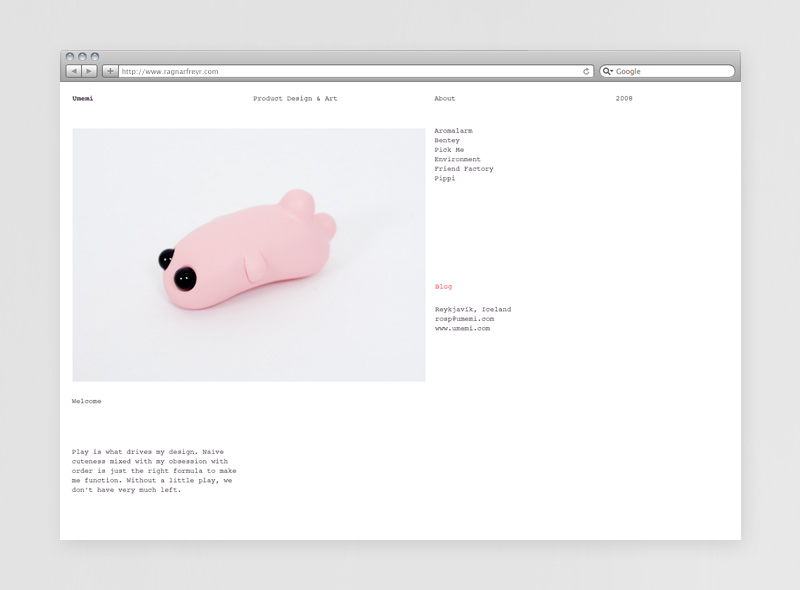 http://www.ragnarfreyr.com
Google
Umemi
Product Design & Art
About
2008
Aromalarm
Bentey
Pick Me
Environment
Friend Factory
Pippi
Blog
Reykjavík, Iceland
rosp@umemi.com
www.umemi.com
Welcome
Play is what drives my design. Naive
cuteness mixed with my obsession with
order is just the right formula to make
me function. Without a little play, we
don't have very much left.